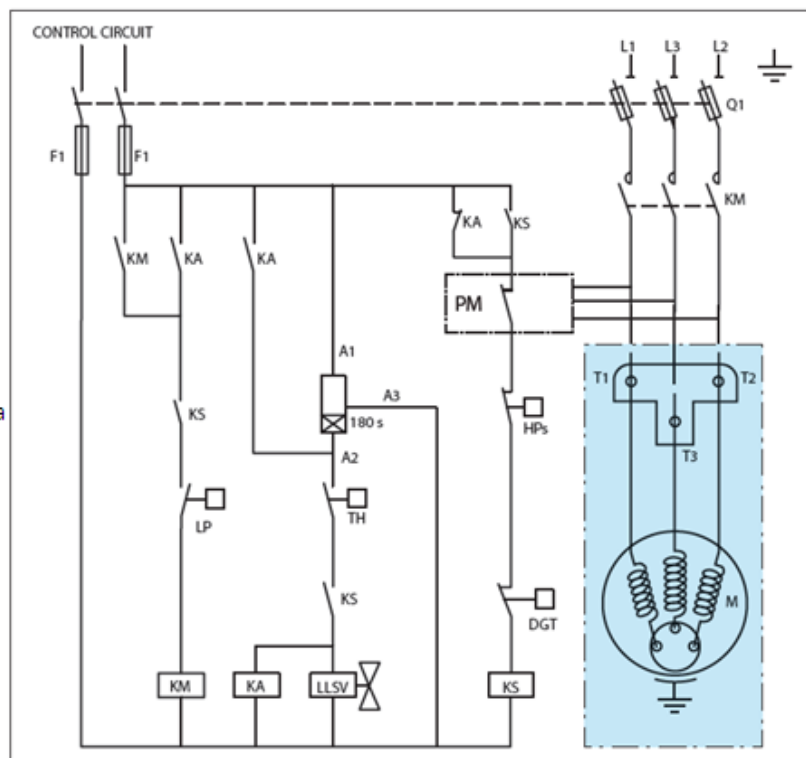 CONTROL CIRCUIT
L1 L3 L2
Q1
F1 F1
KM
KA KS
KM KA KA
PM
A1
T1 T2
A3
a
KS 180 s
HPs
A2
T3
LP TH
KS
M
DGT
KM KA LLSV KS